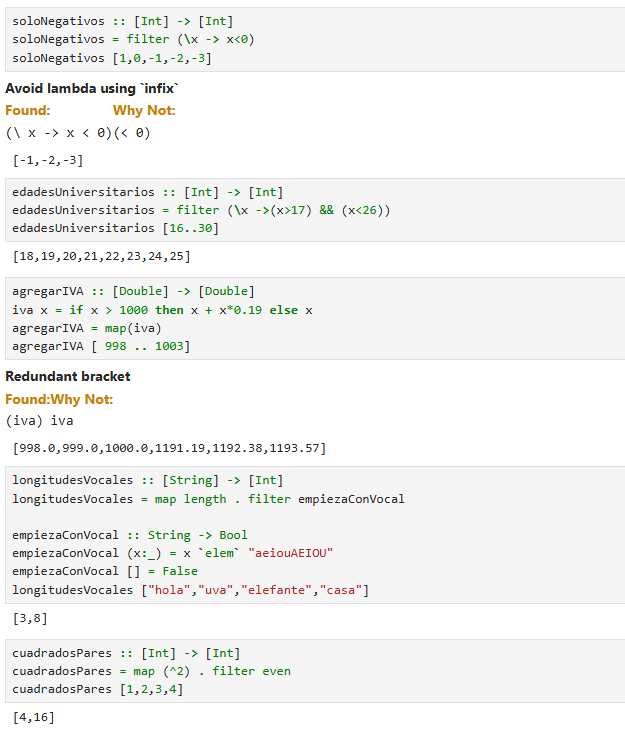 soloNegativos :: [Int] -> [Int]
soloNegativos = filter (\x -> x<0)
soloNegativos [1,0,-1,-2,-3]
Avoid lambda using `infix`
Found: Why Not:
(\ x -> x < 0)(< 0)
[-1,-2,-3]
edadesUniversitarios :: [Int] -> [Int]
edadesUniversitarios = filter (\x ->(x>17) && (x<26))
edadesUniversitarios [16..30]
[18,19,20,21,22,23,24,25]
agregarIVA :: [Double] -> [Double]
iva x = if x > 1000 then x + x*0.19 else x
agregarIVA = map(iva)
agregarIVA [ 998 .. 1003]
Redundant bracket
Found:Why Not:
(iva) iva
[998.0,999.0,1000.0,1191.19,1192.38,1193.57]
longitudesVocales :: [String] -> [Int]
longitudesVocales = map length . filter empiezaConVocal
empiezaConVocal :: String -> Bool
empiezaConVocal (x:_) = x `elem` "aeiouAEIOU"
empiezaConVocal [] = False
longitudesVocales ["hola","uva","elefante","casa"]
[3,8]
cuadradosPares :: [Int] -> [Int]
cuadradosPares = map (^2) . filter even
cuadradosPares [1,2,3,4]
[4,16]